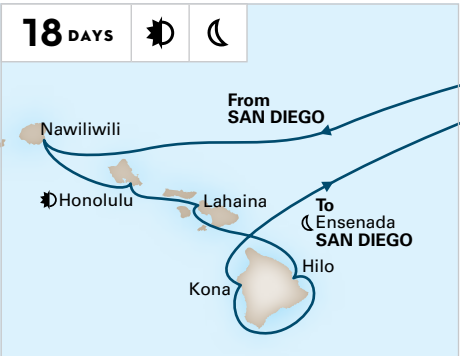 18 DAYS
From
SAN DIEGO
Nawiliwili
Honolulu
Lahaina
To
Ensenada
SAN DIEGO
Hilo
Kona